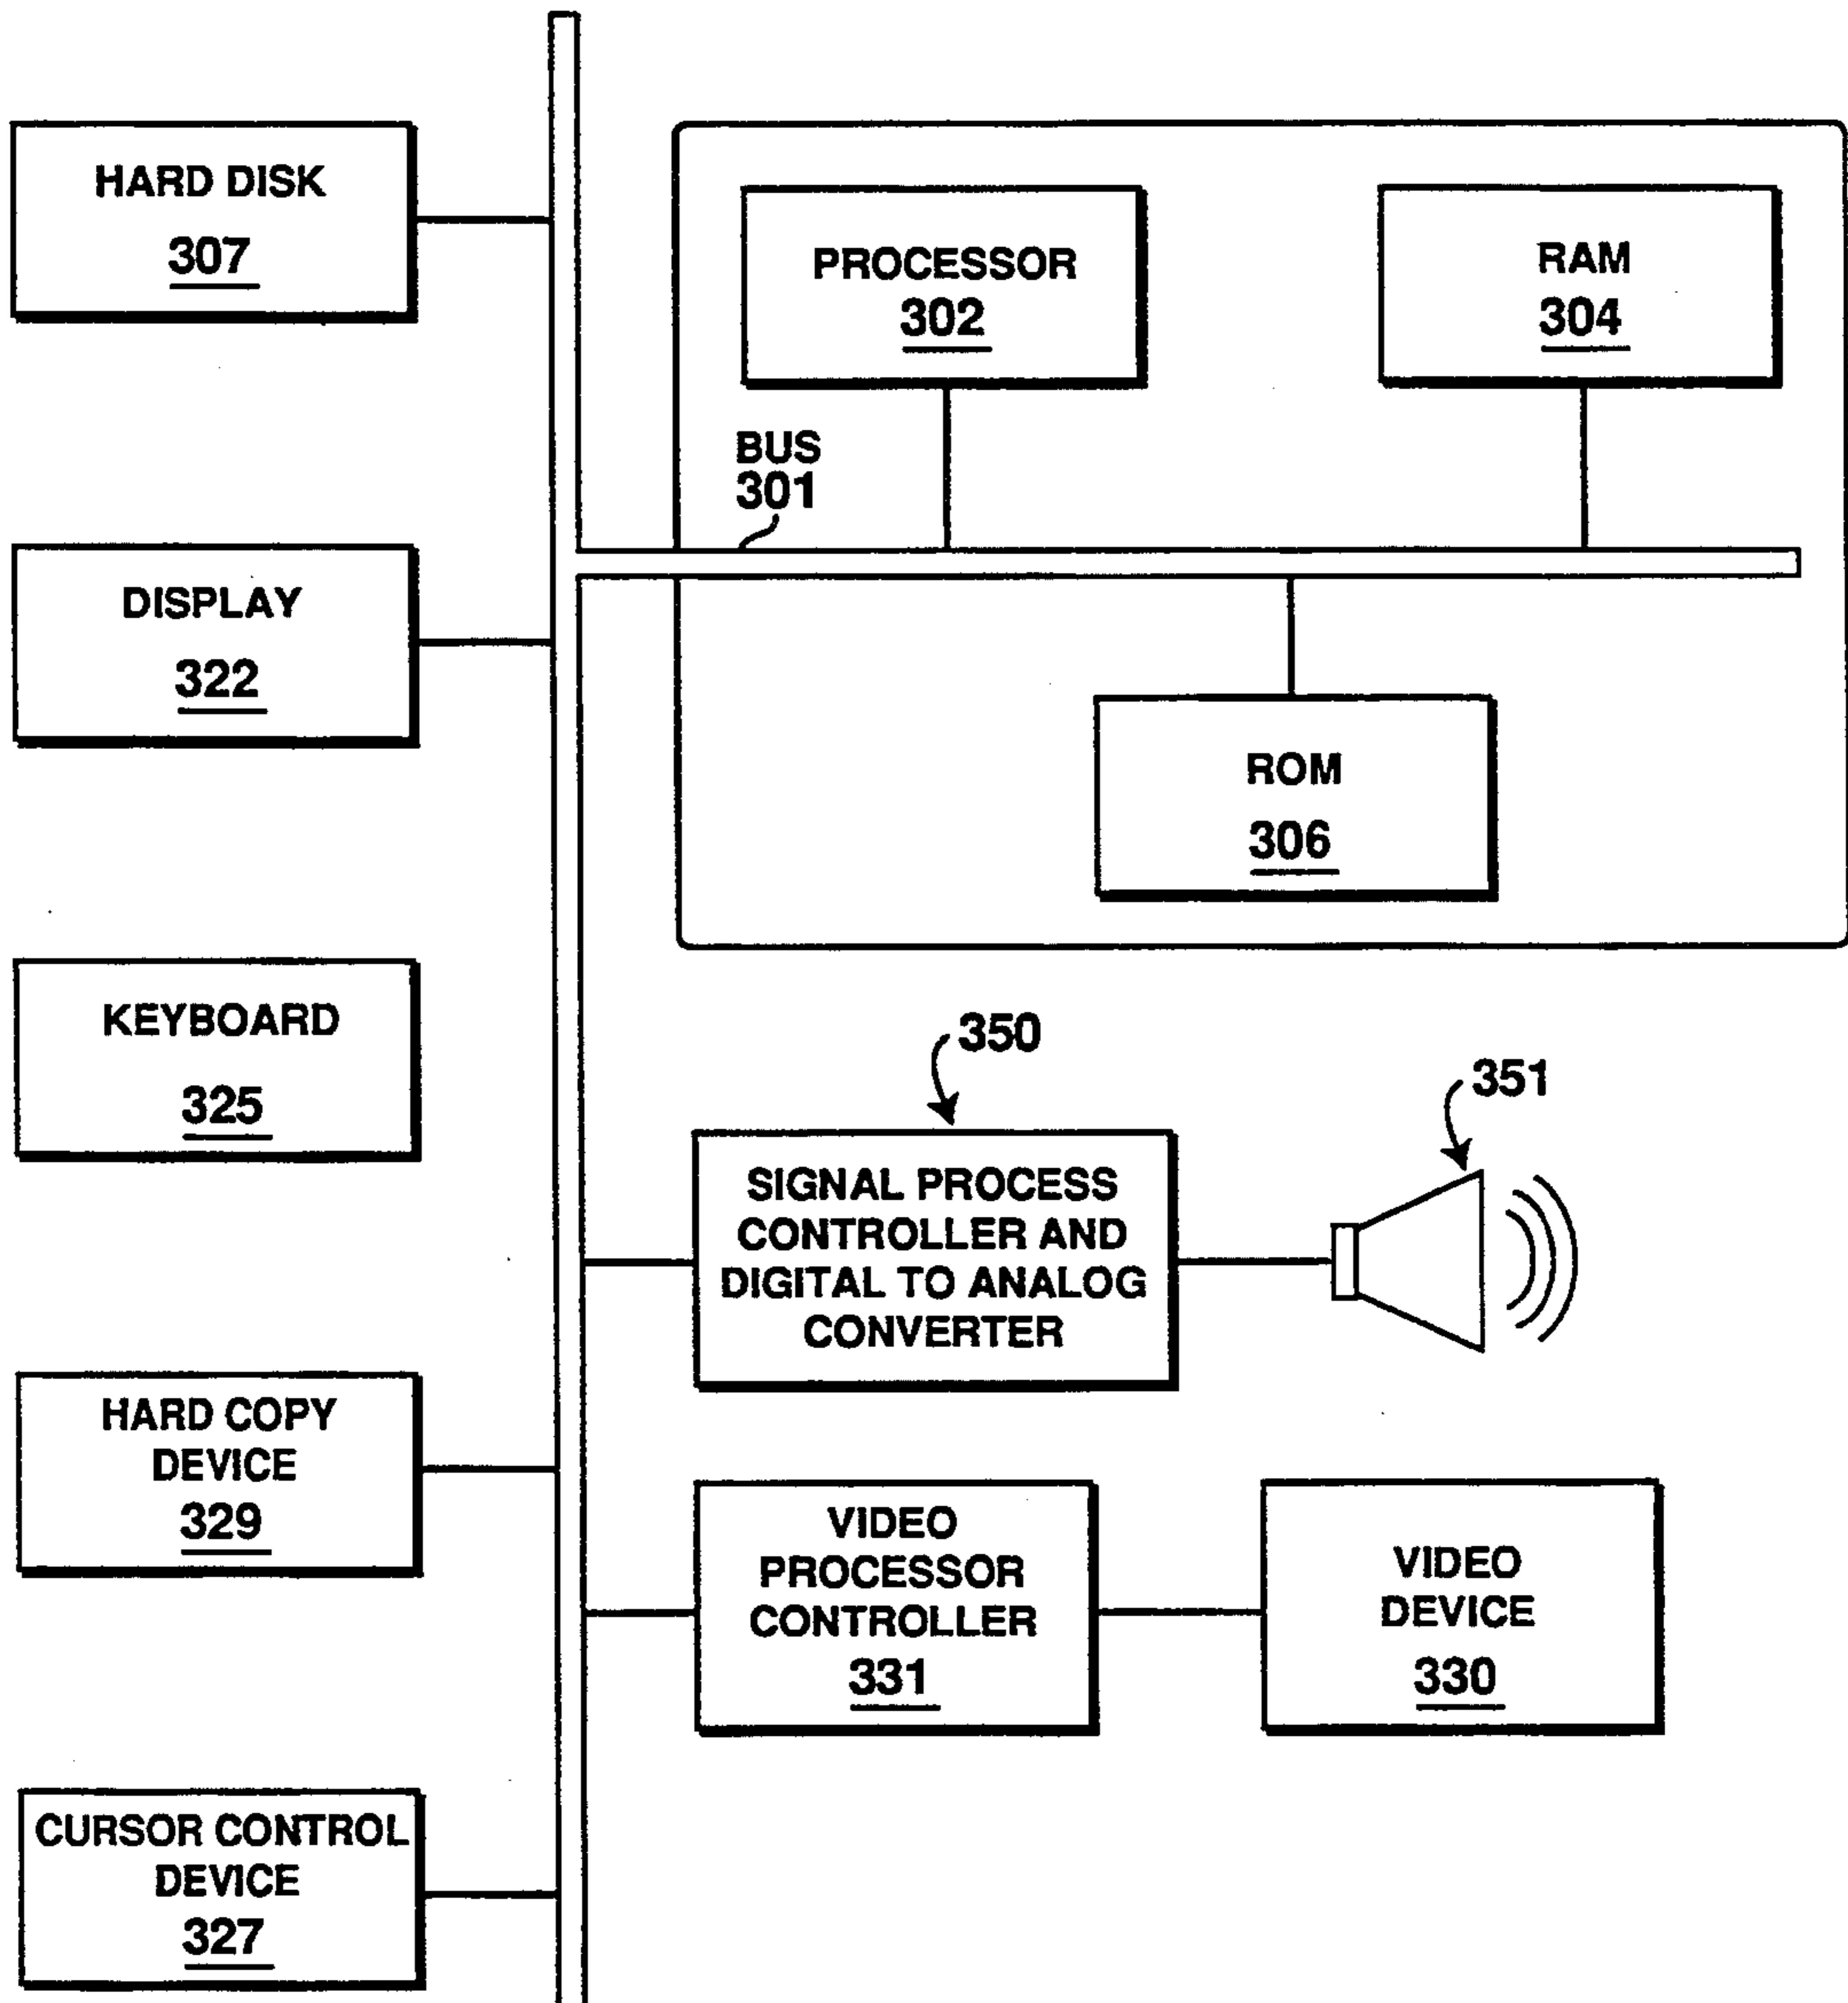 HARD DISK
307
PROCESSOR
302
RAM
304
BUS
301
DISPLAY
322
ROM
306
KEYBOARD
325
350
351
SIGNAL PROCESS
CONTROLLER AND
DIGITAL TO ANALOG
CONVERTER
HARD COPY
DEVICE
329
VIDEO
PROCESSOR
CONTROLLER
331
VIDEO
DEVICE
330
CURSOR CONTROL
DEVICE
327